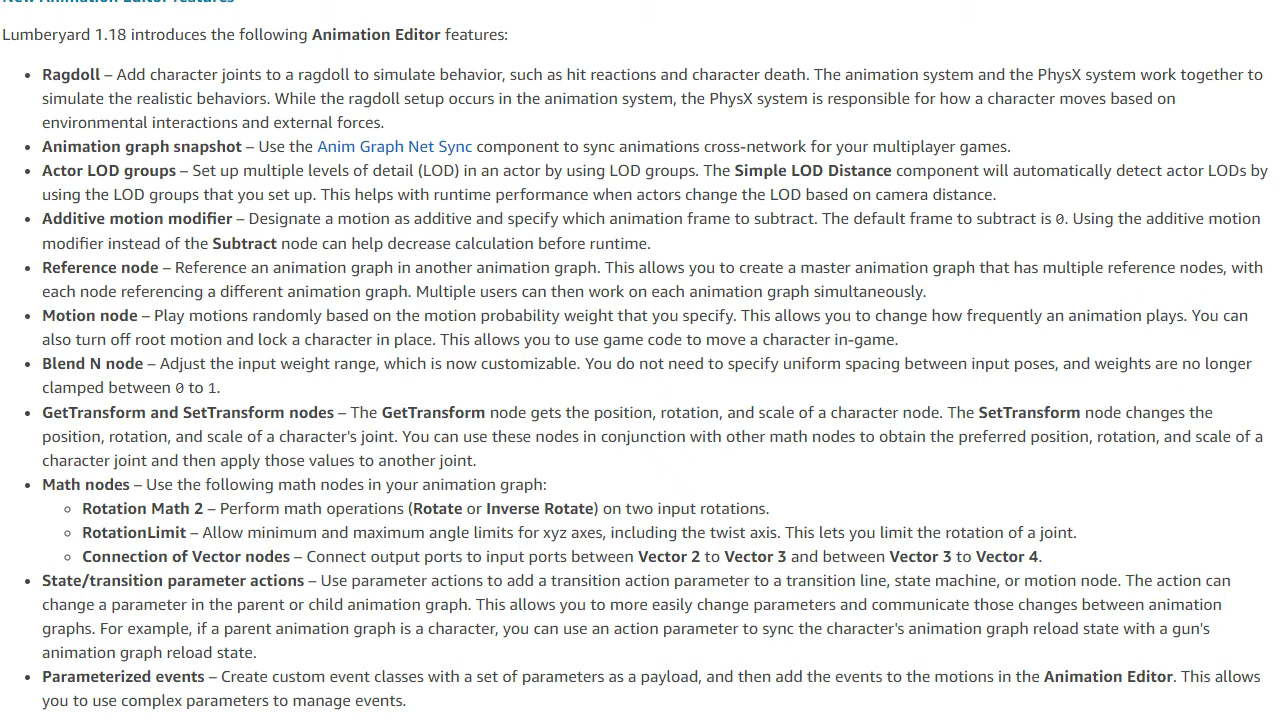 New Animation Editor features
Lumberyard 1.18 introduces the following Animation Editor features:
• Ragdoll – Add character joints to a ragdoll to simulate behavior, such as hit reactions and character death. The animation system and the PhysX system work together to
simulate the realistic behaviors. While the ragdoll setup occurs in the animation system, the PhysX system is responsible for how a character moves based on
environmental interactions and external forces.
• Animation graph snapshot – Use the Anim Graph Net Sync component to sync animations cross-network for your multiplayer games.
• Actor LOD groups – Set up multiple levels of detail (LOD) in an actor by using LOD groups. The Simple LOD Distance component will automatically detect actor LODs by
using the LOD groups that you set up. This helps with runtime performance when actors change the LOD based on camera distance.
• Additive motion modifier – Designate a motion as additive and specify which animation frame to subtract. The default frame to subtract is 0. Using the additive motion
modifier instead of the Subtract node can help decrease calculation before runtime.
• Reference node – Reference an animation graph in another animation graph. This allows you to create a master animation graph that has multiple reference nodes, with
each node referencing a different animation graph. Multiple users can then work on each animation graph simultaneously.
• Motion node – Play motions randomly based on the motion probability weight that you specify. This allows you to change how frequently an animation plays. You can
also turn off root motion and lock a character in place. This allows you to use game code to move a character in-game.
• Blend N node – Adjust the input weight range, which is now customizable. You do not need to specify uniform spacing between input poses, and weights are no longer
clamped between 0 to 1.
• GetTransform and SetTransform nodes – The GetTransform node gets the position, rotation, and scale of a character node. The SetTransform node changes the
position, rotation, and scale of a character's joint. You can use these nodes in conjunction with other math nodes to obtain the preferred position, rotation, and scale of a
character joint and then apply those values to another joint.
• Math nodes – Use the following math nodes in your animation graph:
◦ Rotation Math 2 – Perform math operations (Rotate or Inverse Rotate) on two input rotations.
◦ RotationLimit – Allow minimum and maximum angle limits for xyz axes, including the twist axis. This lets you limit the rotation of a joint.
◦ Connection of Vector nodes – Connect output ports to input ports between Vector 2 to Vector 3 and between Vector 3 to Vector 4.
• State/transition parameter actions – Use parameter actions to add a transition action parameter to a transition line, state machine, or motion node. The action can
change a parameter in the parent or child animation graph. This allows you to more easily change parameters and communicate those changes between animation
graphs. For example, if a parent animation graph is a character, you can use an action parameter to sync the character's animation graph reload state with a gun's
animation graph reload state.
• Parameterized events – Create custom event classes with a set of parameters as a payload, and then add the events to the motions in the Animation Editor. This allows
you to use complex parameters to manage events.